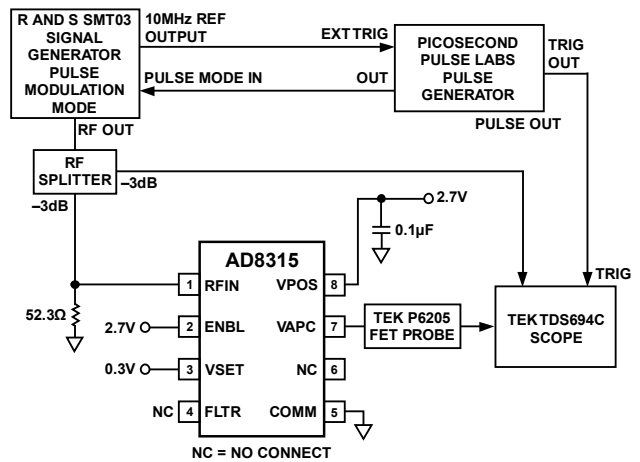 R AND S SMT03
SIGNAL
GENERATOR
PULSE
MODULATION
MODE
10MHz REF
OUTPUT
EXT TRIG
PULSE MODE IN
OUT
PICOSECOND
PULSE LABS
PULSE
GENERATOR
TRIG
OUT
PULSE OUT
RF OUT
RF
SPLITTER
–3dB
–3dB
2.7V
0.1µF
AD8315
1 RFIN
VPOS 8
52.3Ω
2.7V
2 ENBL
VAPC 7
TEK P6205
FET PROBE
TRIG
TEK TDS694C
SCOPE
0.3V
3 VSET
NC 6
NC
4 FLTR
COMM 5
NC = NO CONNECT